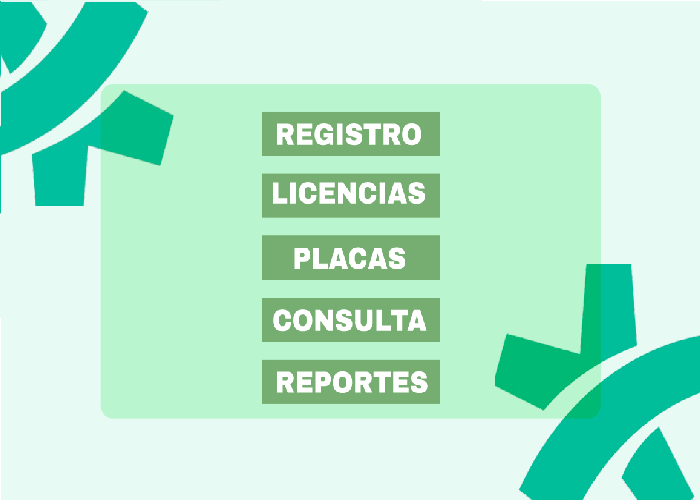 REGISTRO
LICENCIAS
PLACAS
CONSULTA
REPORTES